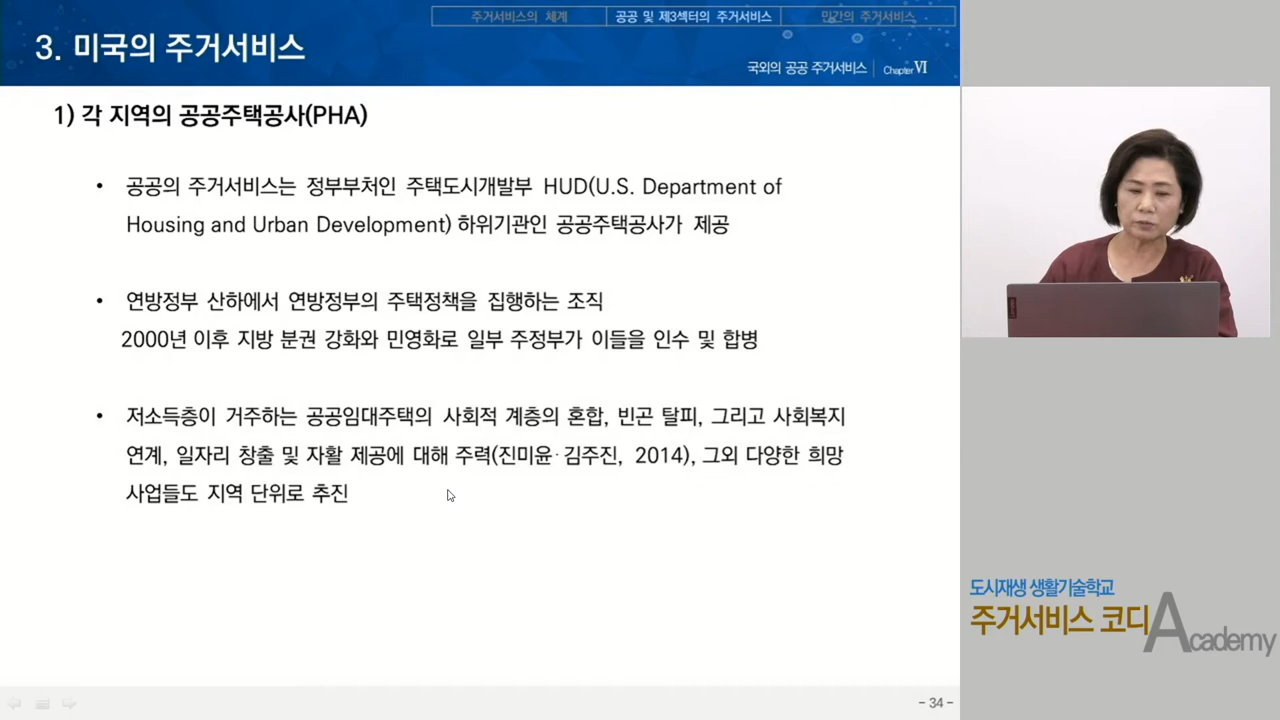 주거서비스의 체계
공공 및 제3섹터의 주거서비스
민간의 주거서비스
3. 미국의 주거서비스
국외의 공공 주거서비스 | Chapter Ⅵ
1) 각 지역의 공공주택공사(PHA)
• 공공의 주거서비스는 정부부처인 주택도시개발부 HUD(U.S. Department of
Housing and Urban Development) 하위기관인 공공주택공사가 제공
• 연방정부 산하에서 연방정부의 주택정책을 집행하는 조직
2000년 이후 지방 분권 강화와 민영화로 일부 주정부가 이들을 인수 및 합병
• 저소득층이 거주하는 공공임대주택의 사회적 계층의 혼합, 빈곤 탈피, 그리고 사회복지
연계, 일자리 창출 및 자활 제공에 대해 주력(진미윤·김주진, 2014), 그외 다양한 희망
사업들도 지역 단위로 추진
도시재생 생활기술학교
주거서비스 코디 Academy
- 34 -